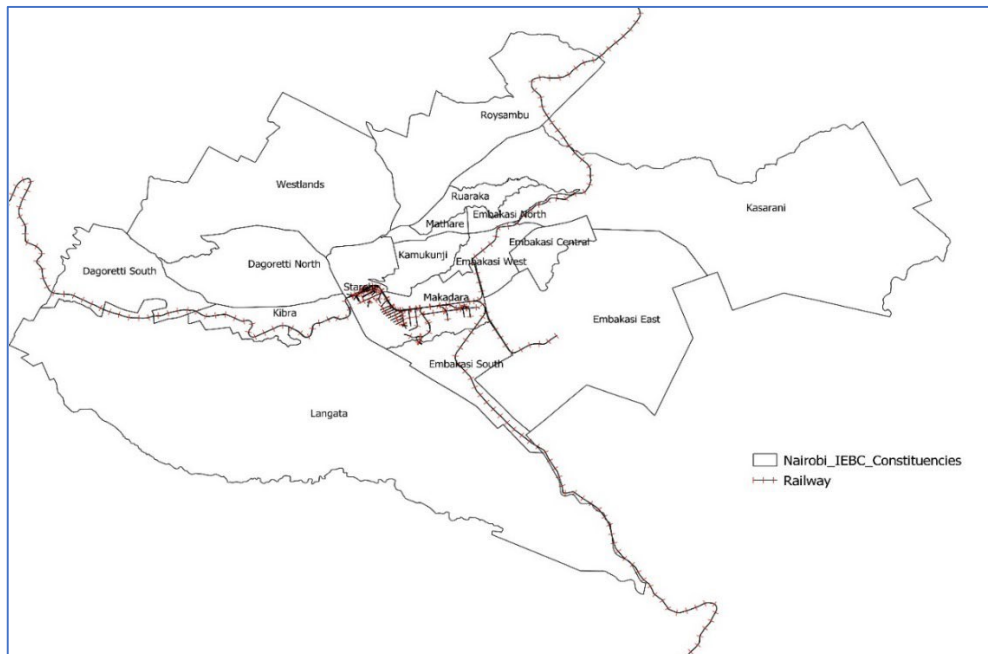 Roysambu
Westlands
Ruaraka
Kasarani
Mathare
Embakasi North
Dagoretti South
Dagoretti North
Kamukunji
Embakasi Central
Embakasi West
Makadara
Kibra
Embakasi East
Embakasi South
Langata
Nairobi_IEBC_Constituencies
Railway